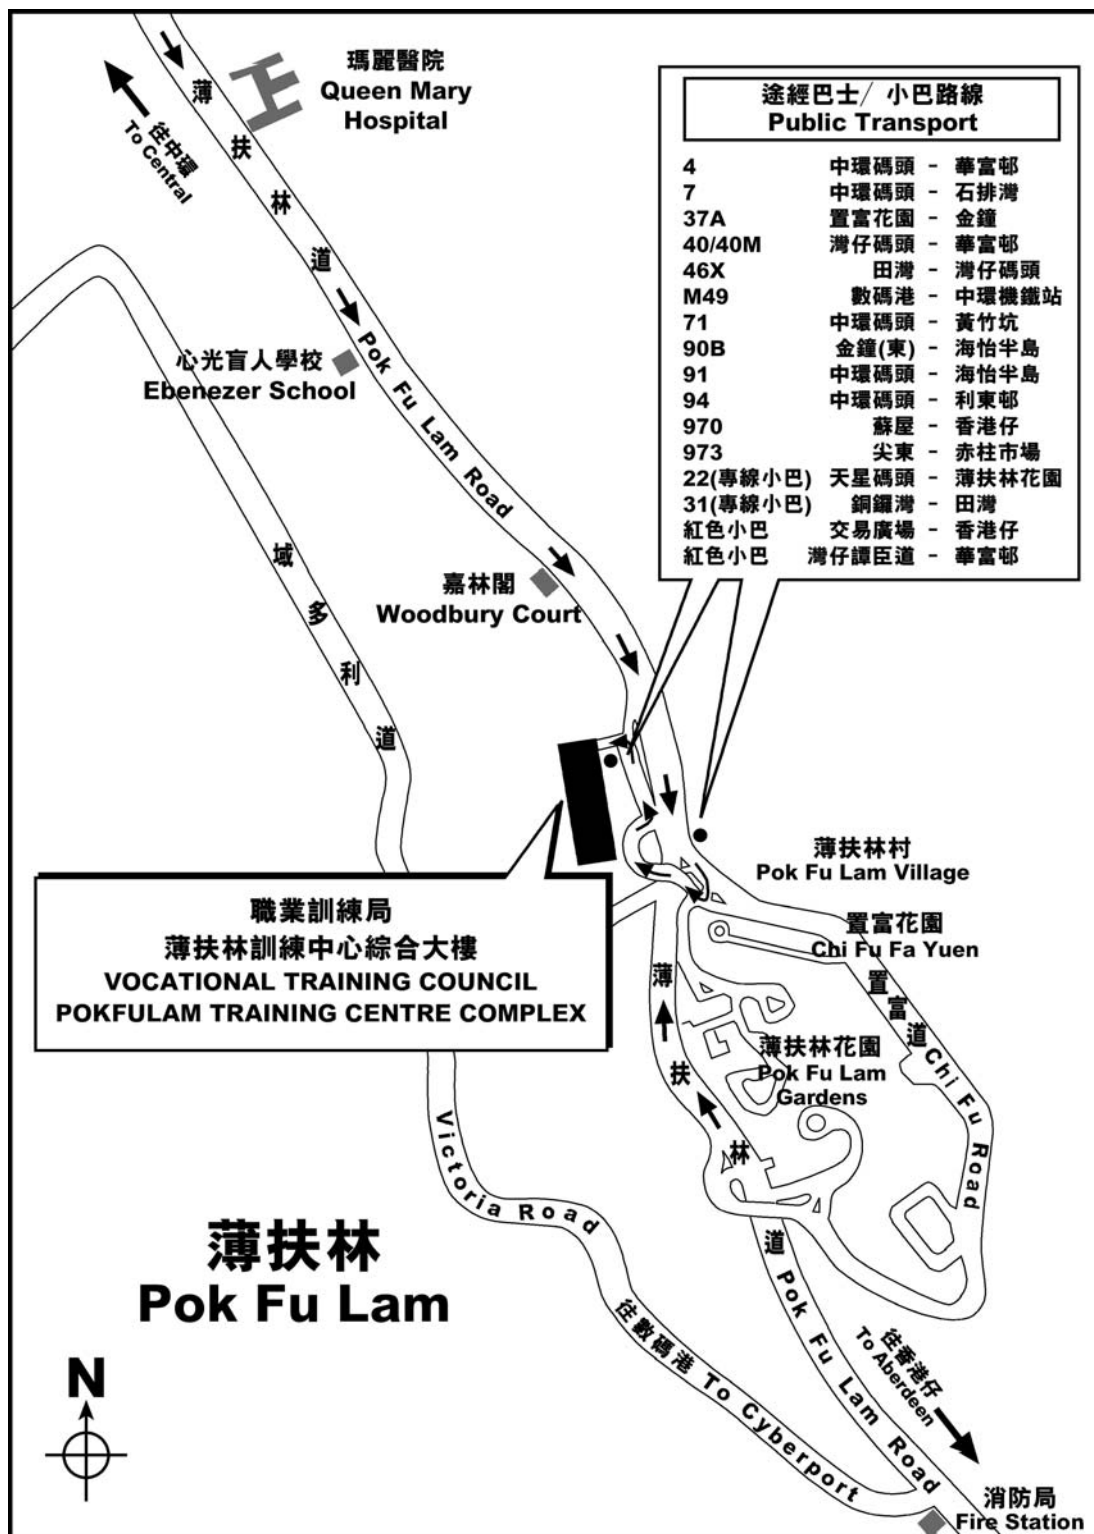 瑪麗醫院
Queen Mary
Hospital
往中環
To Central
薄扶林道
Pok Fu Lam Road
心光盲人學校
Ebenezer School
嘉林閣
Woodbury Court
域多利道
途經巴士/ 小巴路線
Public Transport
4 中環碼頭 - 華富邨
7 中環碼頭 - 石排灣
37A 置富花園 - 金鐘
40/40M 灣仔碼頭 - 華富邨
46X 田灣 - 灣仔碼頭
M49 數碼港 - 中環機鐵站
71 中環碼頭 - 黃竹坑
90B 金鐘(東) - 海怡半島
91 中環碼頭 - 海怡半島
94 中環碼頭 - 利東邨
970 蘇屋 - 香港仔
973 尖東 - 赤柱市場
22(專線小巴) 天星碼頭 - 薄扶林花園
31(專線小巴) 銅鑼灣 - 田灣
紅色小巴 交易廣場 - 香港仔
紅色小巴 灣仔譚臣道 - 華富邨
職業訓練局
薄扶林訓練中心綜合大樓
VOCATIONAL TRAINING COUNCIL
POKFULAM TRAINING CENTRE COMPLEX
薄扶林村
Pok Fu Lam Village
置富花園
Chi Fu Fa Yuen
置富道 Chi Fu Road
薄扶林花園
Pok Fu Lam
Gardens
薄扶林道 Pok Fu Lam Road
Victoria Road
往數碼港 To Cyberport
往香港仔
To Aberdeen
薄扶林
Pok Fu Lam
N
消防局
Fire Station